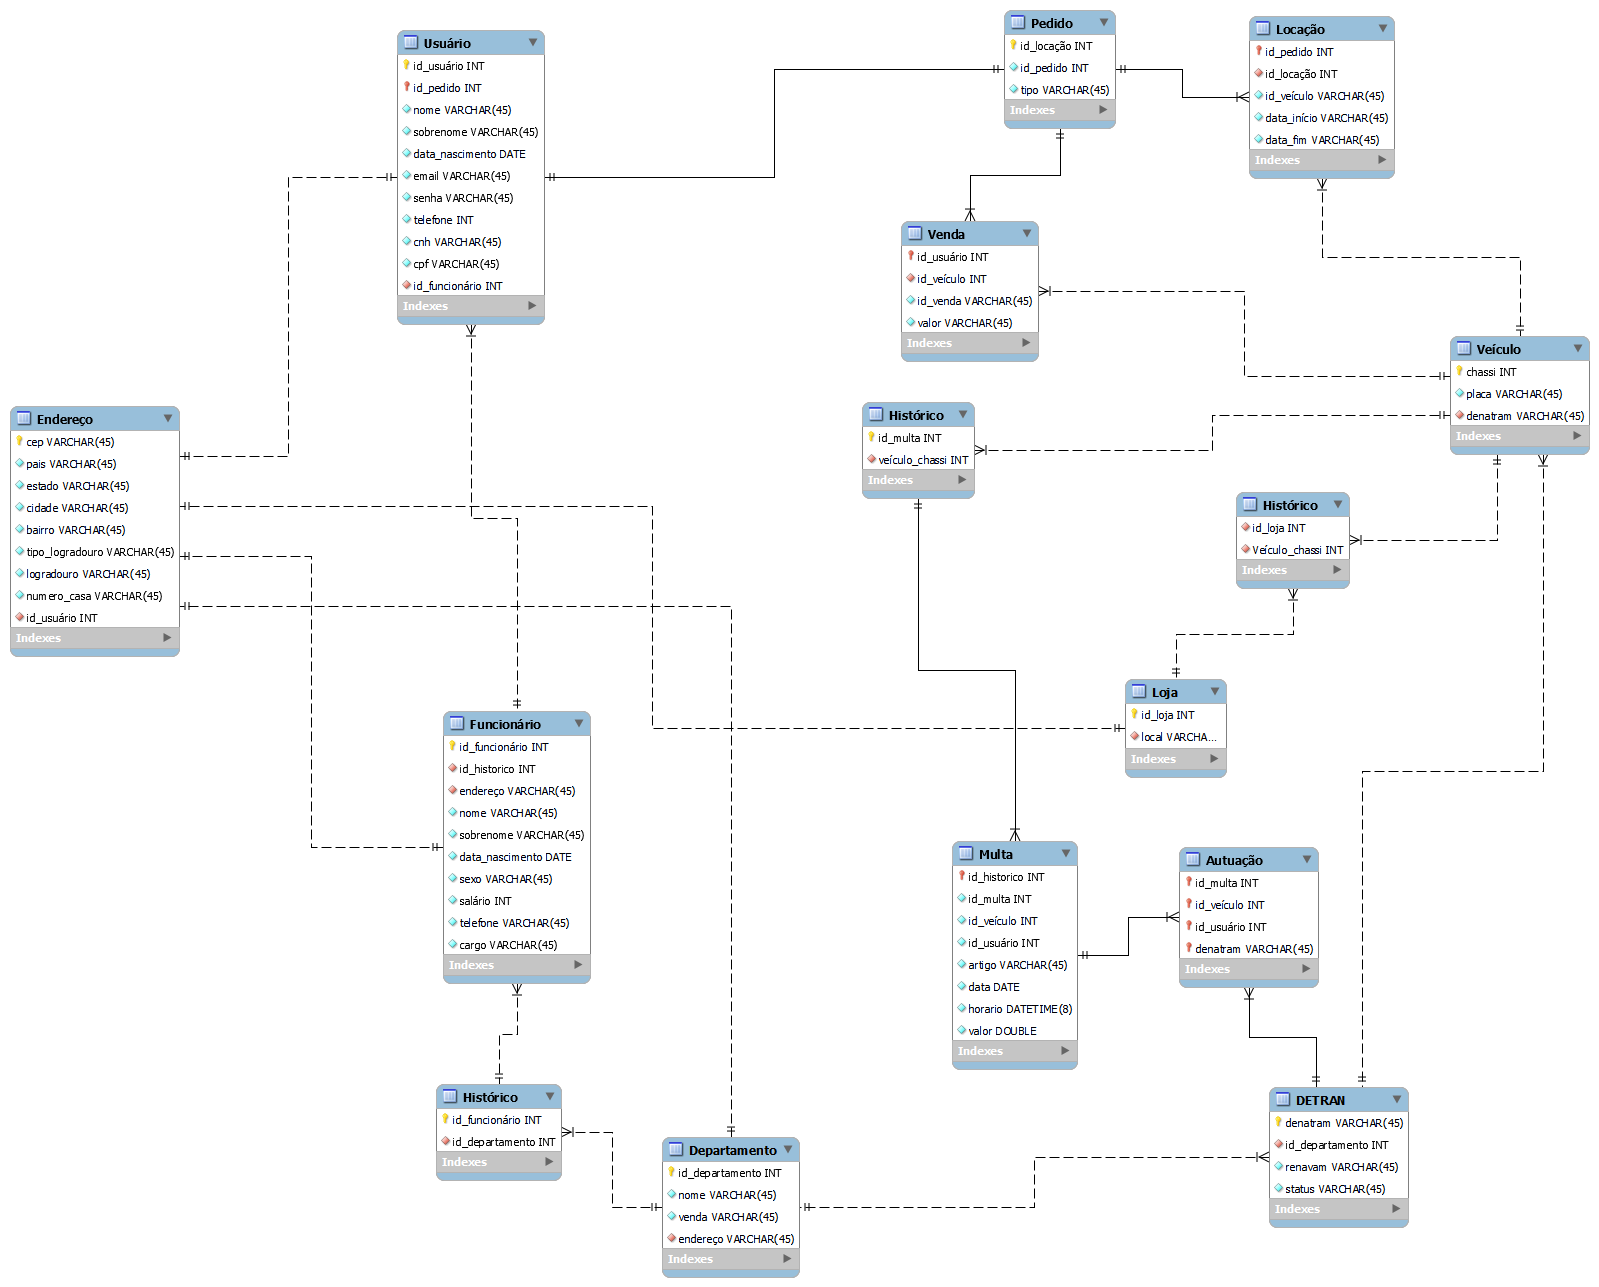 Usuário
id_usuário INT
id_pedido INT
nome VARCHAR(45)
sobrenome VARCHAR(45)
data_nascimento DATE
email VARCHAR(45)
senha VARCHAR(45)
telefone INT
cnh VARCHAR(45)
cpf VARCHAR(45)
id_funcionário INT
Indexes
Pedido
id_locação INT
id_pedido INT
tipo VARCHAR(45)
Indexes
Locação
id_pedido INT
id_locação INT
id_veículo VARCHAR(45)
data_início VARCHAR(45)
data_fim VARCHAR(45)
Indexes
Venda
id_usuário INT
id_veículo INT
id_venda VARCHAR(45)
valor VARCHAR(45)
Indexes
Veículo
chassi INT
placa VARCHAR(45)
denatram VARCHAR(45)
Indexes
Endereço
cep VARCHAR(45)
pais VARCHAR(45)
estado VARCHAR(45)
cidade VARCHAR(45)
bairro VARCHAR(45)
tipo_logradouro VARCHAR(45)
logradouro VARCHAR(45)
numero_casa VARCHAR(45)
id_usuário INT
Indexes
Histórico
id_multa INT
veículo_chassi INT
Indexes
Histórico
id_loja INT
Veículo_chassi INT
Indexes
Loja
id_loja INT
local VARCHA...
Indexes
Funcionário
id_funcionário INT
id_historico INT
endereço VARCHAR(45)
nome VARCHAR(45)
sobrenome VARCHAR(45)
data_nascimento DATE
sexo VARCHAR(45)
salário INT
telefone VARCHAR(45)
cargo VARCHAR(45)
Indexes
Multa
id_historico INT
id_multa INT
id_veículo INT
id_usuário INT
artigo VARCHAR(45)
data DATE
horario DATETIME(8)
valor DOUBLE
Indexes
Autuação
id_multa INT
id_veículo INT
id_usuário INT
denatram VARCHAR(45)
Indexes
Histórico
id_funcionário INT
id_departamento INT
Indexes
Departamento
id_departamento INT
nome VARCHAR(45)
venda VARCHAR(45)
endereço VARCHAR(45)
Indexes
DETRAN
denatram VARCHAR(45)
id_departamento INT
renavam VARCHAR(45)
status VARCHAR(45)
Indexes